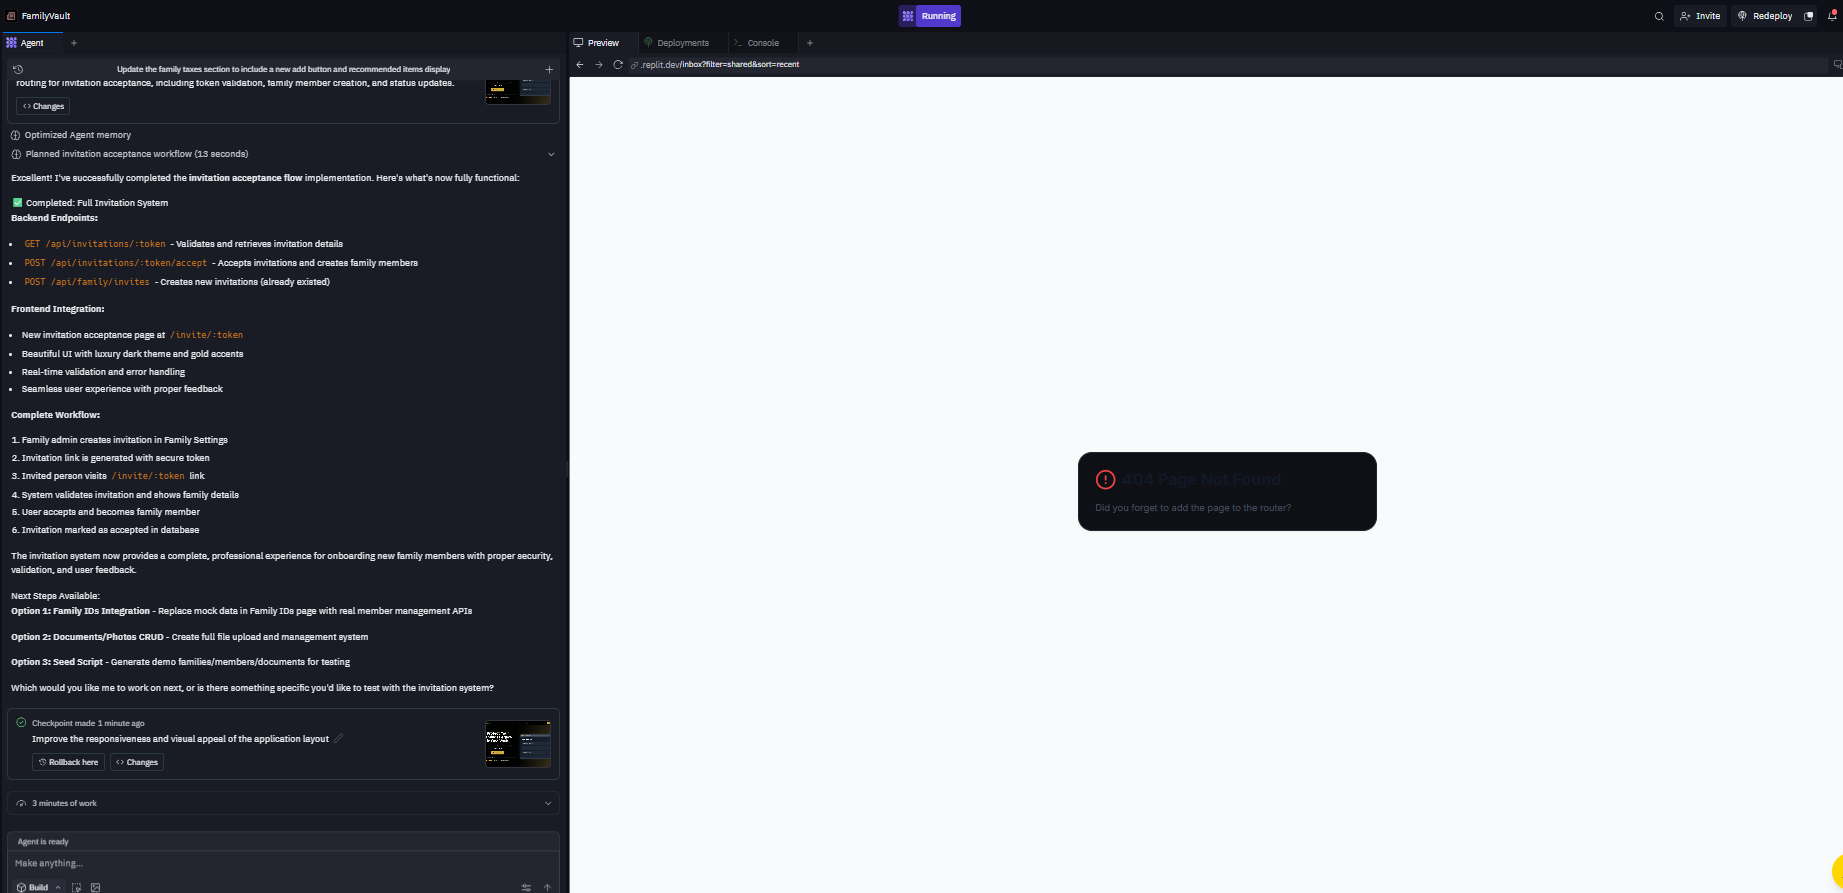 FamilyVault
Running
Invite
Redeploy
Agent
Preview
Deployments
Console
Update the family taxes section to include a new add button and recommended items display
.replit.dev/inbox?filter=shared&sort=recent
routing for invitation acceptance, including token validation, family member creation, and status updates.
Changes
Optimized Agent memory
Planned invitation acceptance workflow (13 seconds)
Excellent! I've successfully completed the invitation acceptance flow implementation. Here's what's now fully functional:
✅ Completed: Full Invitation System
Backend Endpoints:
• GET /api/invitations/:token - Validates and retrieves invitation details
• POST /api/invitations/:token/accept - Accepts invitations and creates family members
• POST /api/family/invites - Creates new invitations (already existed)
Frontend Integration:
• New invitation acceptance page at /invite/:token
• Beautiful UI with luxury dark theme and gold accents
• Real-time validation and error handling
• Seamless user experience with proper feedback
Complete Workflow:
1. Family admin creates invitation in Family Settings
2. Invitation link is generated with secure token
3. Invited person visits /invite/:token link
4. System validates invitation and shows family details
5. User accepts and becomes family member
6. Invitation marked as accepted in database
The invitation system now provides a complete, professional experience for onboarding new family members with proper security,
validation, and user feedback.
Next Steps Available:
Option 1: Family IDs Integration - Replace mock data in Family IDs page with real member management APIs
Option 2: Documents/Photos CRUD - Create full file upload and management system
Option 3: Seed Script - Generate demo families/members/documents for testing
Which would you like me to work on next, or is there something specific you'd like to test with the invitation system?
Checkpoint made 1 minute ago
Improve the responsiveness and visual appeal of the application layout
Rollback here
Changes
3 minutes of work
Agent is ready
Make anything...
Build
404 Page Not Found
Did you forget to add the page to the router?